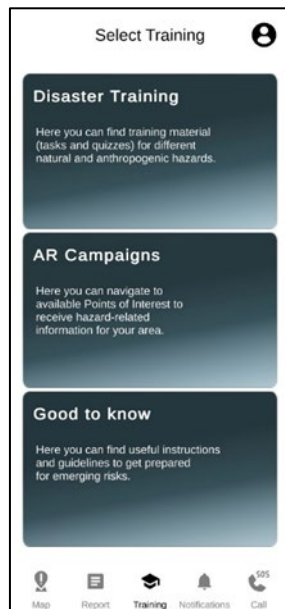 Select Training
Disaster Training
Here you can find training material
(tasks and quizzes) for different
natural and anthropogenic hazards.
AR Campaigns
Here you can navigate to
available Points of Interest to
receive hazard-related
information for your area.
Good to know
Here you can find useful instructions
and guidelines to get prepared
for emerging risks.
SOS
Map Report Training Notifications Call